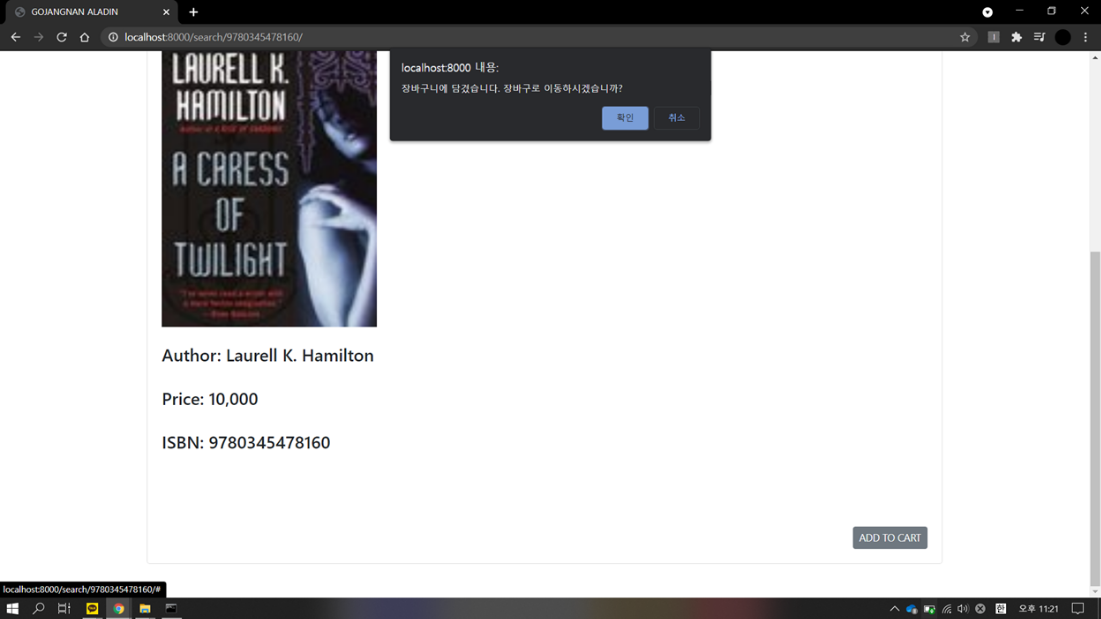 GOJANGNAN ALADIN
localhost:8000/search/9780345478160/
localhost:8000 내용:
장바구니에 담겼습니다. 장바구로 이동하시겠습니까?
확인 취소
LAURELL K.
HAMILTON
A CARESS
OF
TWILIGHT
Author: Laurell K. Hamilton
Price: 10,000
ISBN: 9780345478160
ADD TO CART
localhost:8000/search/9780345478160/#
한 오후 11:21